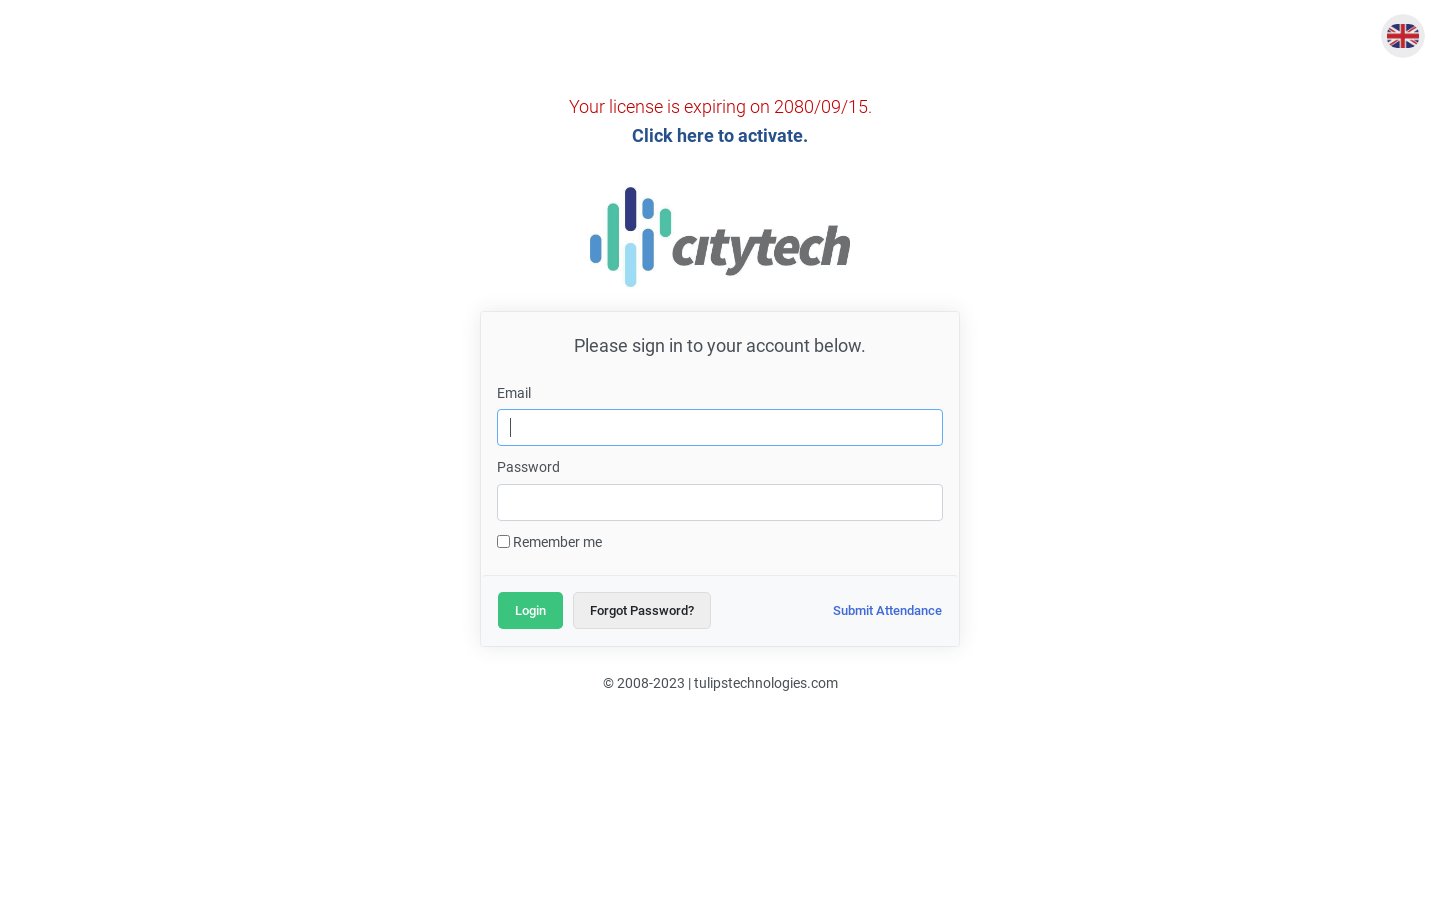 Your license is expiring on 2080/09/15.
Click here to activate.
citytech
Please sign in to your account below.
Email
Password
Remember me
Login
Forgot Password?
Submit Attendance
© 2008-2023 | tulipstechnologies.com